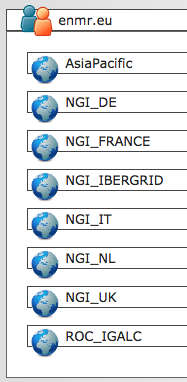 enmr.eu
AsiaPacific
NGI_DE
NGI_FRANCE
NGI_IBERGRID
NGI_IT
NGI_NL
NGI_UK
ROC_IGALC